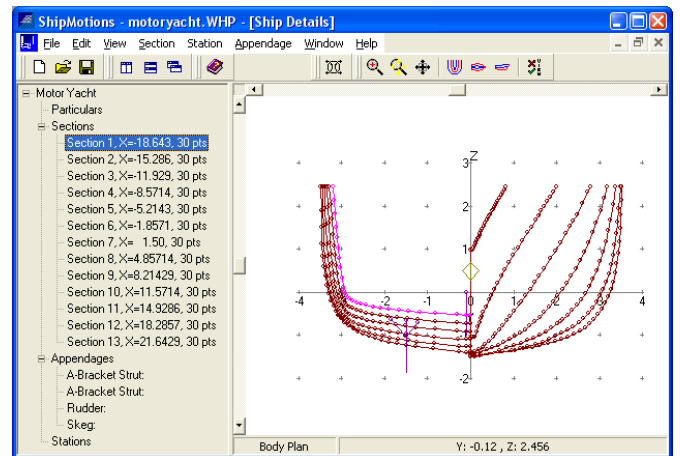 ShipMotions - motoryacht.WHP - [Ship Details]
File Edit View Section Station Appendage Window Help
Motor Yacht
Particulars
Sections
Section 1, X=-18.643, 30 pts
Section 2, X=-15.286, 30 pts
Section 3, X=-11.929, 30 pts
Section 4, X=-8.5714, 30 pts
Section 5, X=-5.2143, 30 pts
Section 6, X=-1.8571, 30 pts
Section 7, X= 1.50, 30 pts
Section 8, X=4.85714, 30 pts
Section 9, X=8.21429, 30 pts
Section 10, X=11.5714, 30 pts
Section 11, X=14.9286, 30 pts
Section 12, X=18.2857, 30 pts
Section 13, X=21.6429, 30 pts
Appendages
A-Bracket Strut:
A-Bracket Strut:
Rudder:
Skeg:
Stations
Z
3
2
1
-4 -3 -2 -1 0 1 2 3 4
-2
Body Plan
Y: -0.12 , Z: 2.456